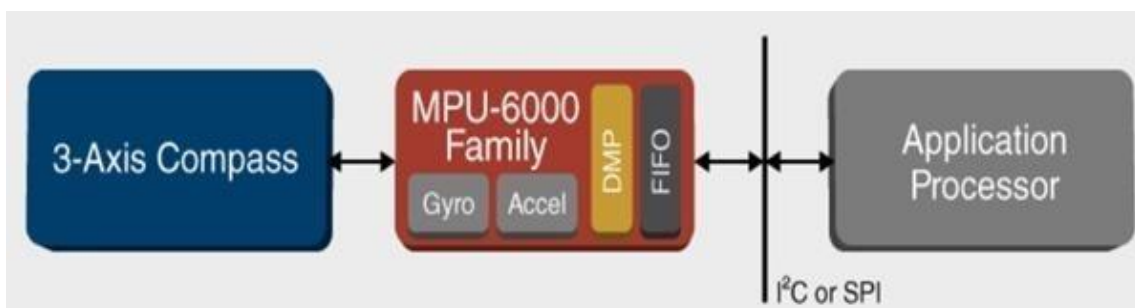 3-Axis Compass
MPU-6000
Family
Gyro
Accel
DMP
FIFO
Application
Processor
I²C or SPI